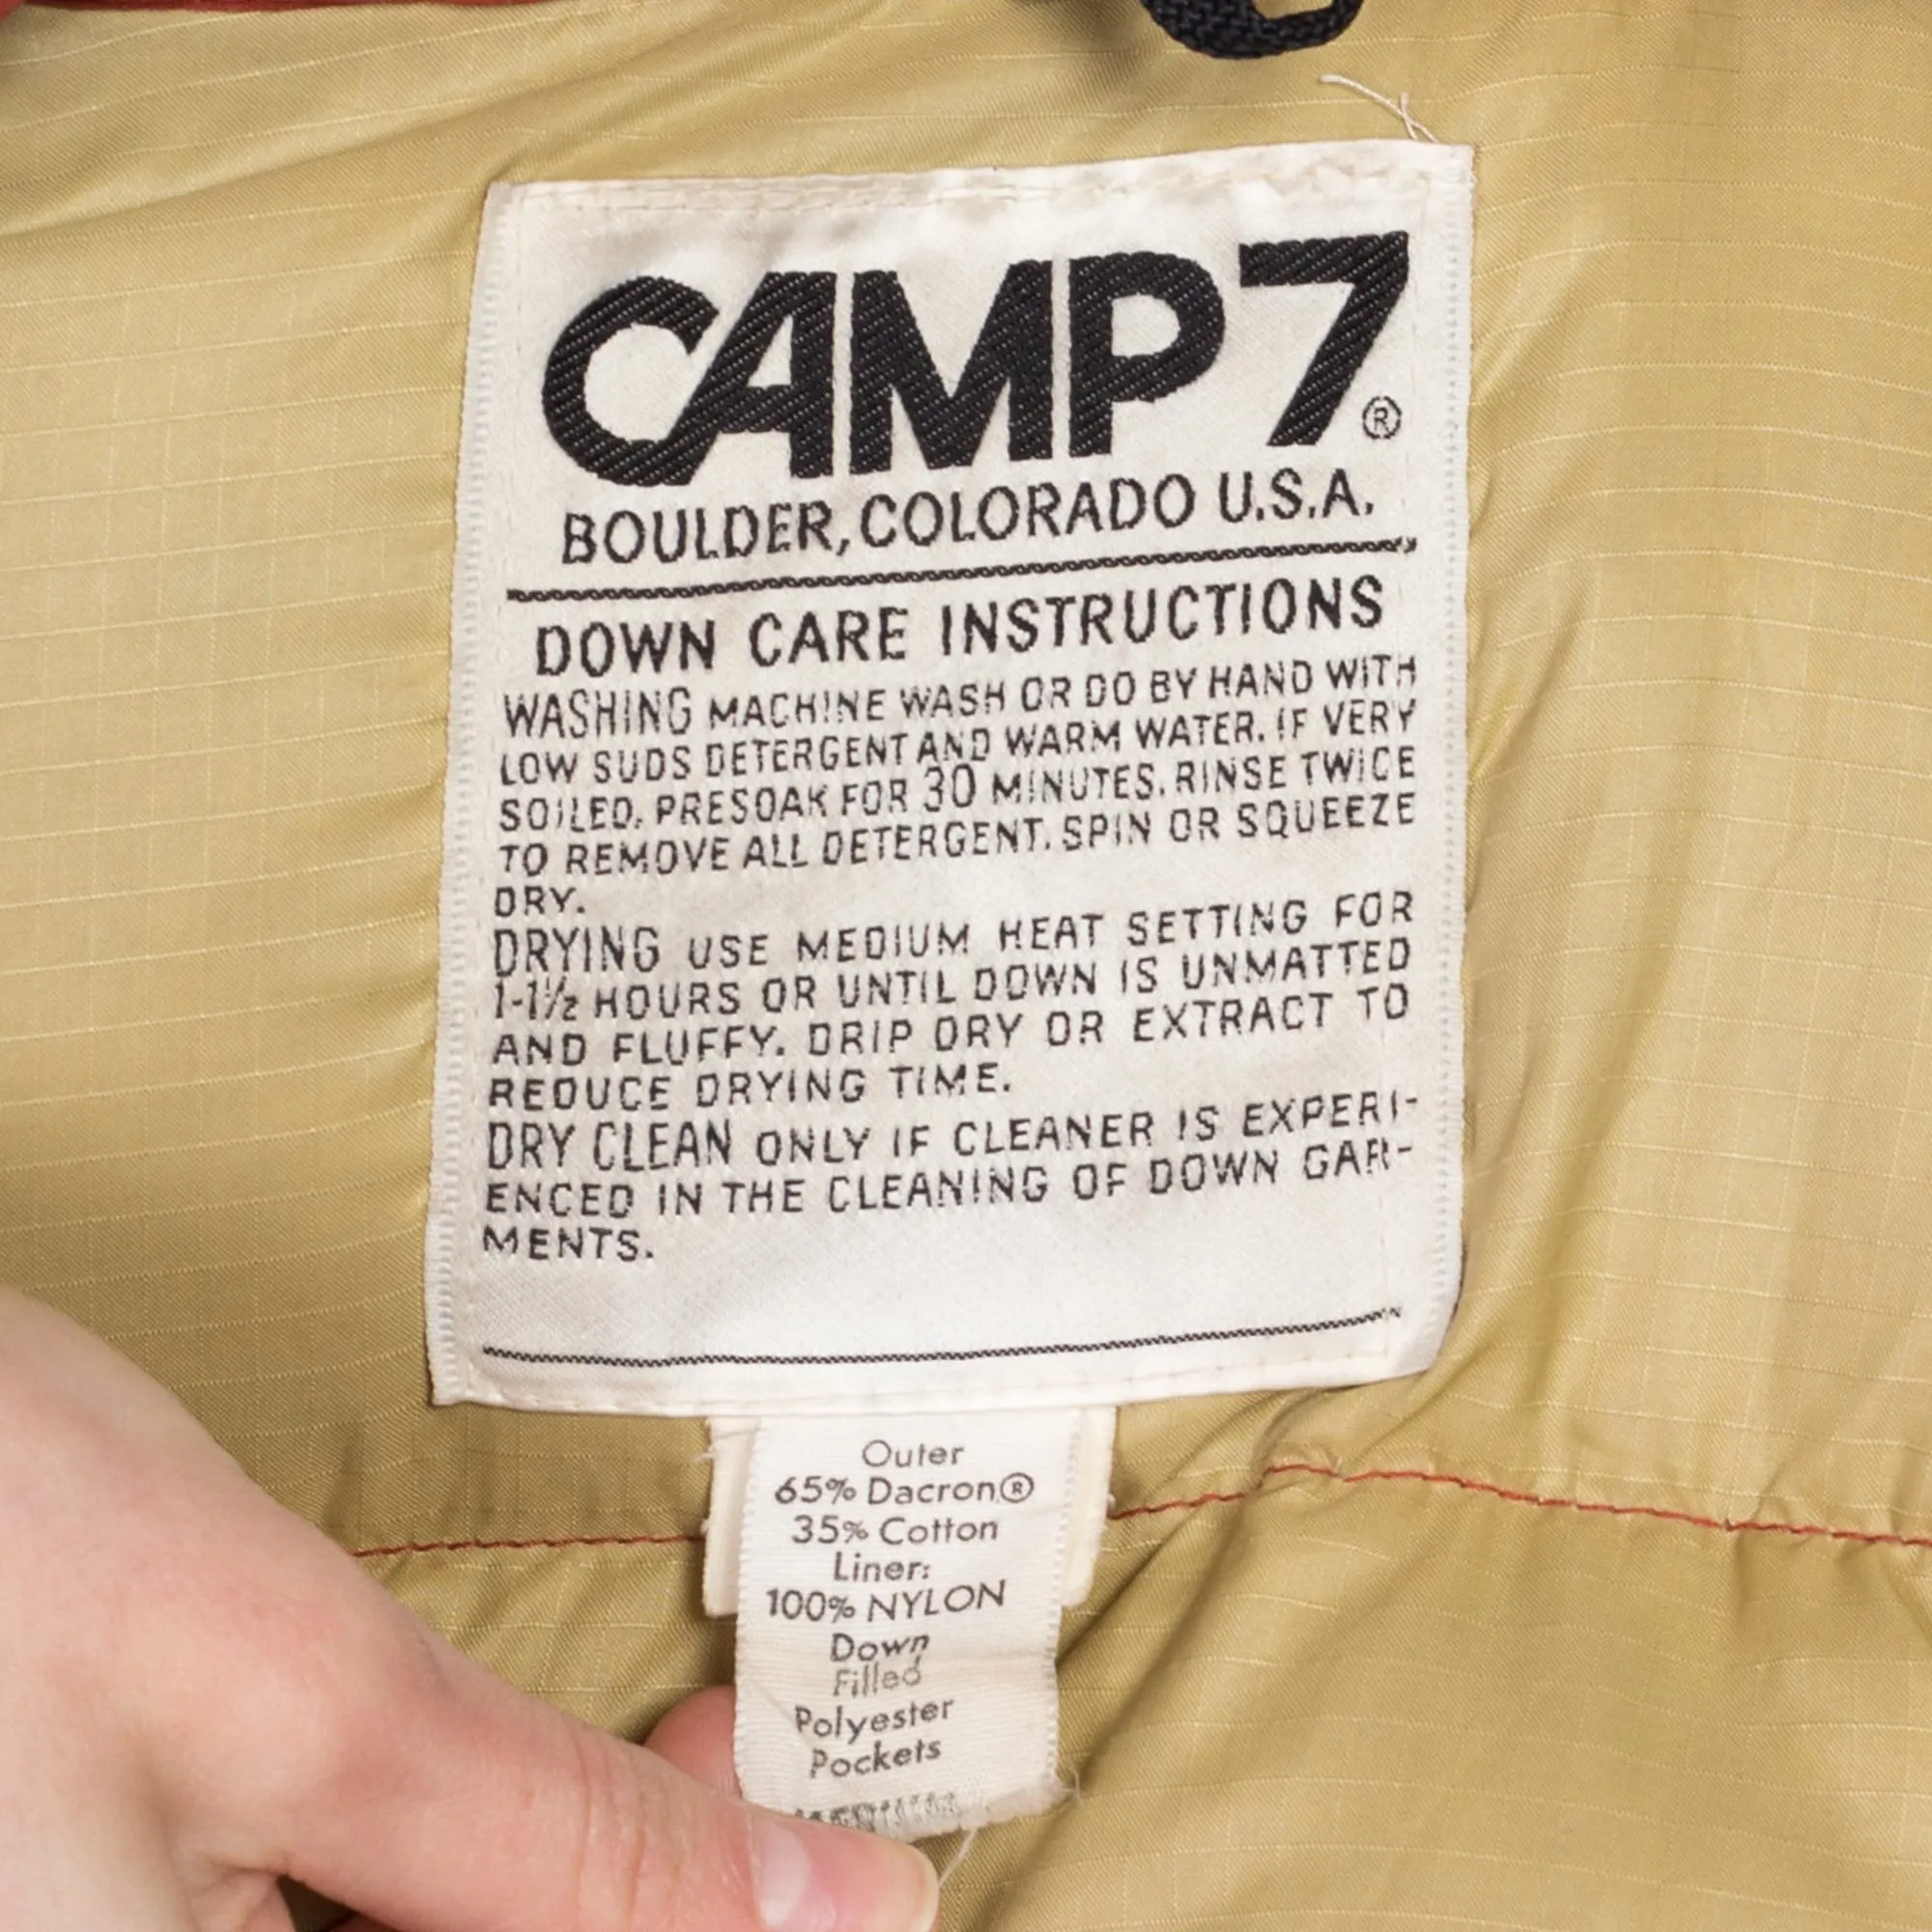 CAMP 7®
BOULDER, COLORADO U.S.A.
DOWN CARE INSTRUCTIONS
WASHING MACHINE WASH OR DO BY HAND WITH
LOW SUDS DETERGENT AND WARM WATER. IF VERY
SOILED, PRESOAK FOR 30 MINUTES. RINSE TWICE
TO REMOVE ALL DETERGENT. SPIN OR SQUEEZE
DRY.
DRYING USE MEDIUM HEAT SETTING FOR
1-1½ HOURS OR UNTIL DOWN IS UNMATTED
AND FLUFFY. DRIP DRY OR EXTRACT TO
REDUCE DRYING TIME.
DRY CLEAN ONLY IF CLEANER IS EXPERI-
ENCED IN THE CLEANING OF DOWN GAR-
MENTS.
Outer
65% Dacron®
35% Cotton
Liner:
100% NYLON
Down
Filled
Polyester
Pockets
MEDIUM